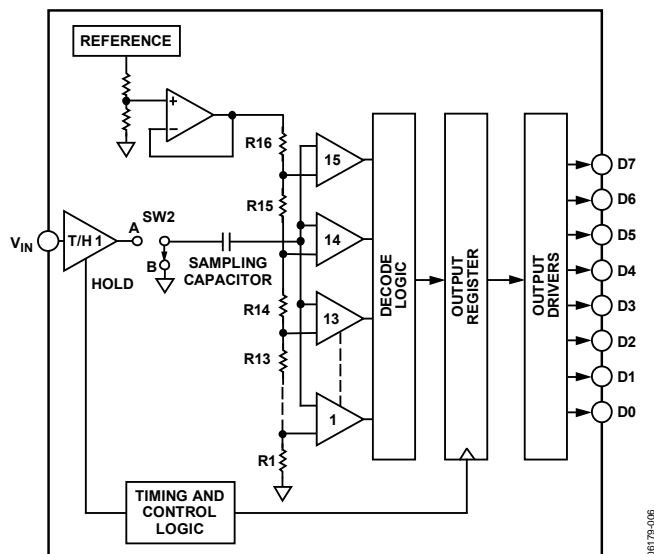 REFERENCE
+
−
R16
15
R15
D7
D6
D5
D4
D3
D2
D1
D0
VIN
T/H 1
A
SW2
B
HOLD
SAMPLING
CAPACITOR
14
R14
13
R13
1
R1
DECODE
LOGIC
OUTPUT
REGISTER
OUTPUT
DRIVERS
TIMING AND
CONTROL
LOGIC
06179-006